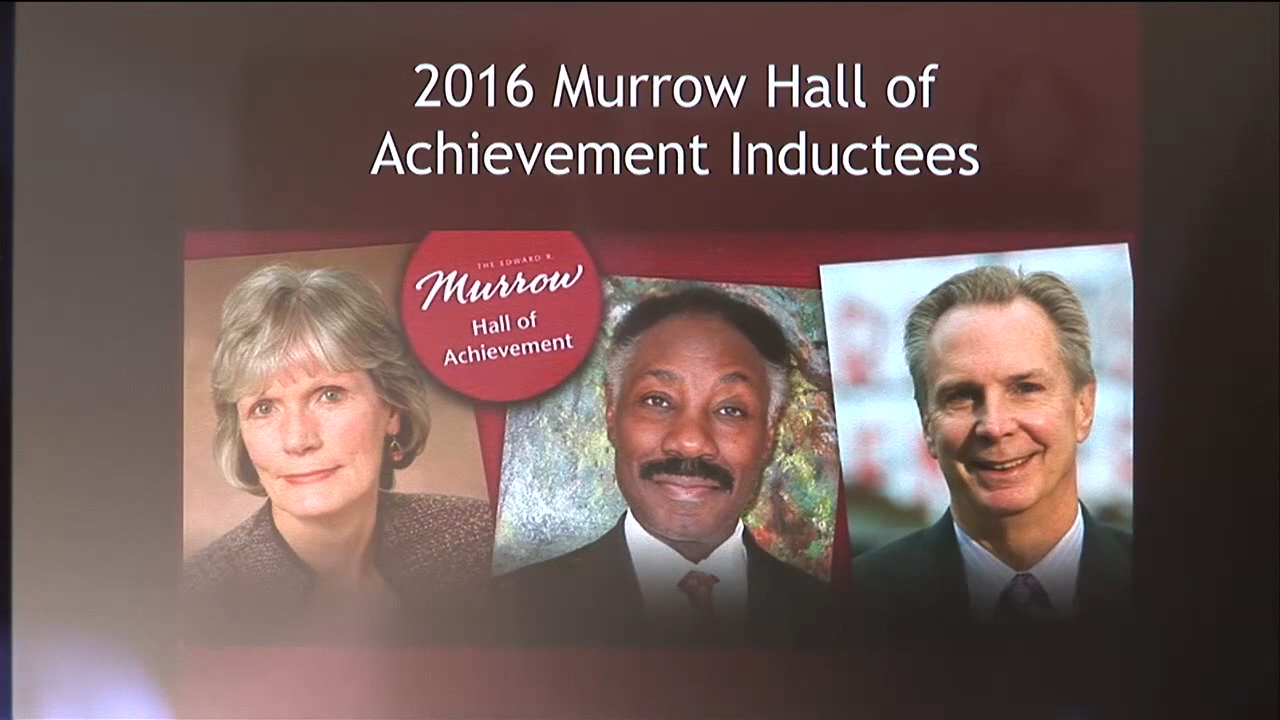 2016 Murrow Hall of
Achievement Inductees
THE EDWARD R.
Murrow
Hall of
Achievement